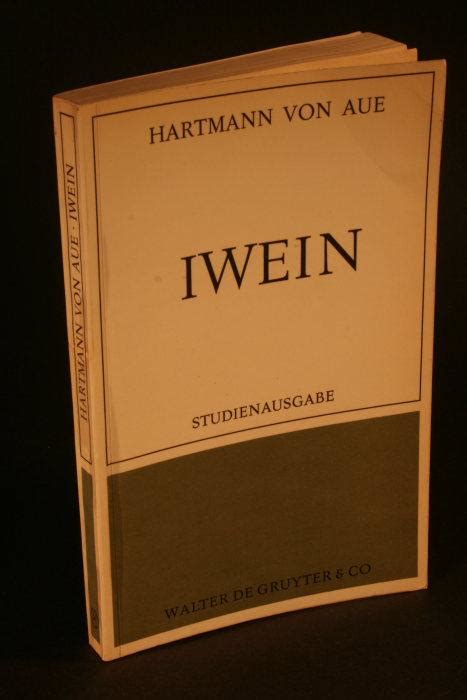 HARTMANN VON AUE
IWEIN
STUDIENAUSGABE
WALTER DE GRUYTER & CO
HARTMANN VON AUE · IWEIN